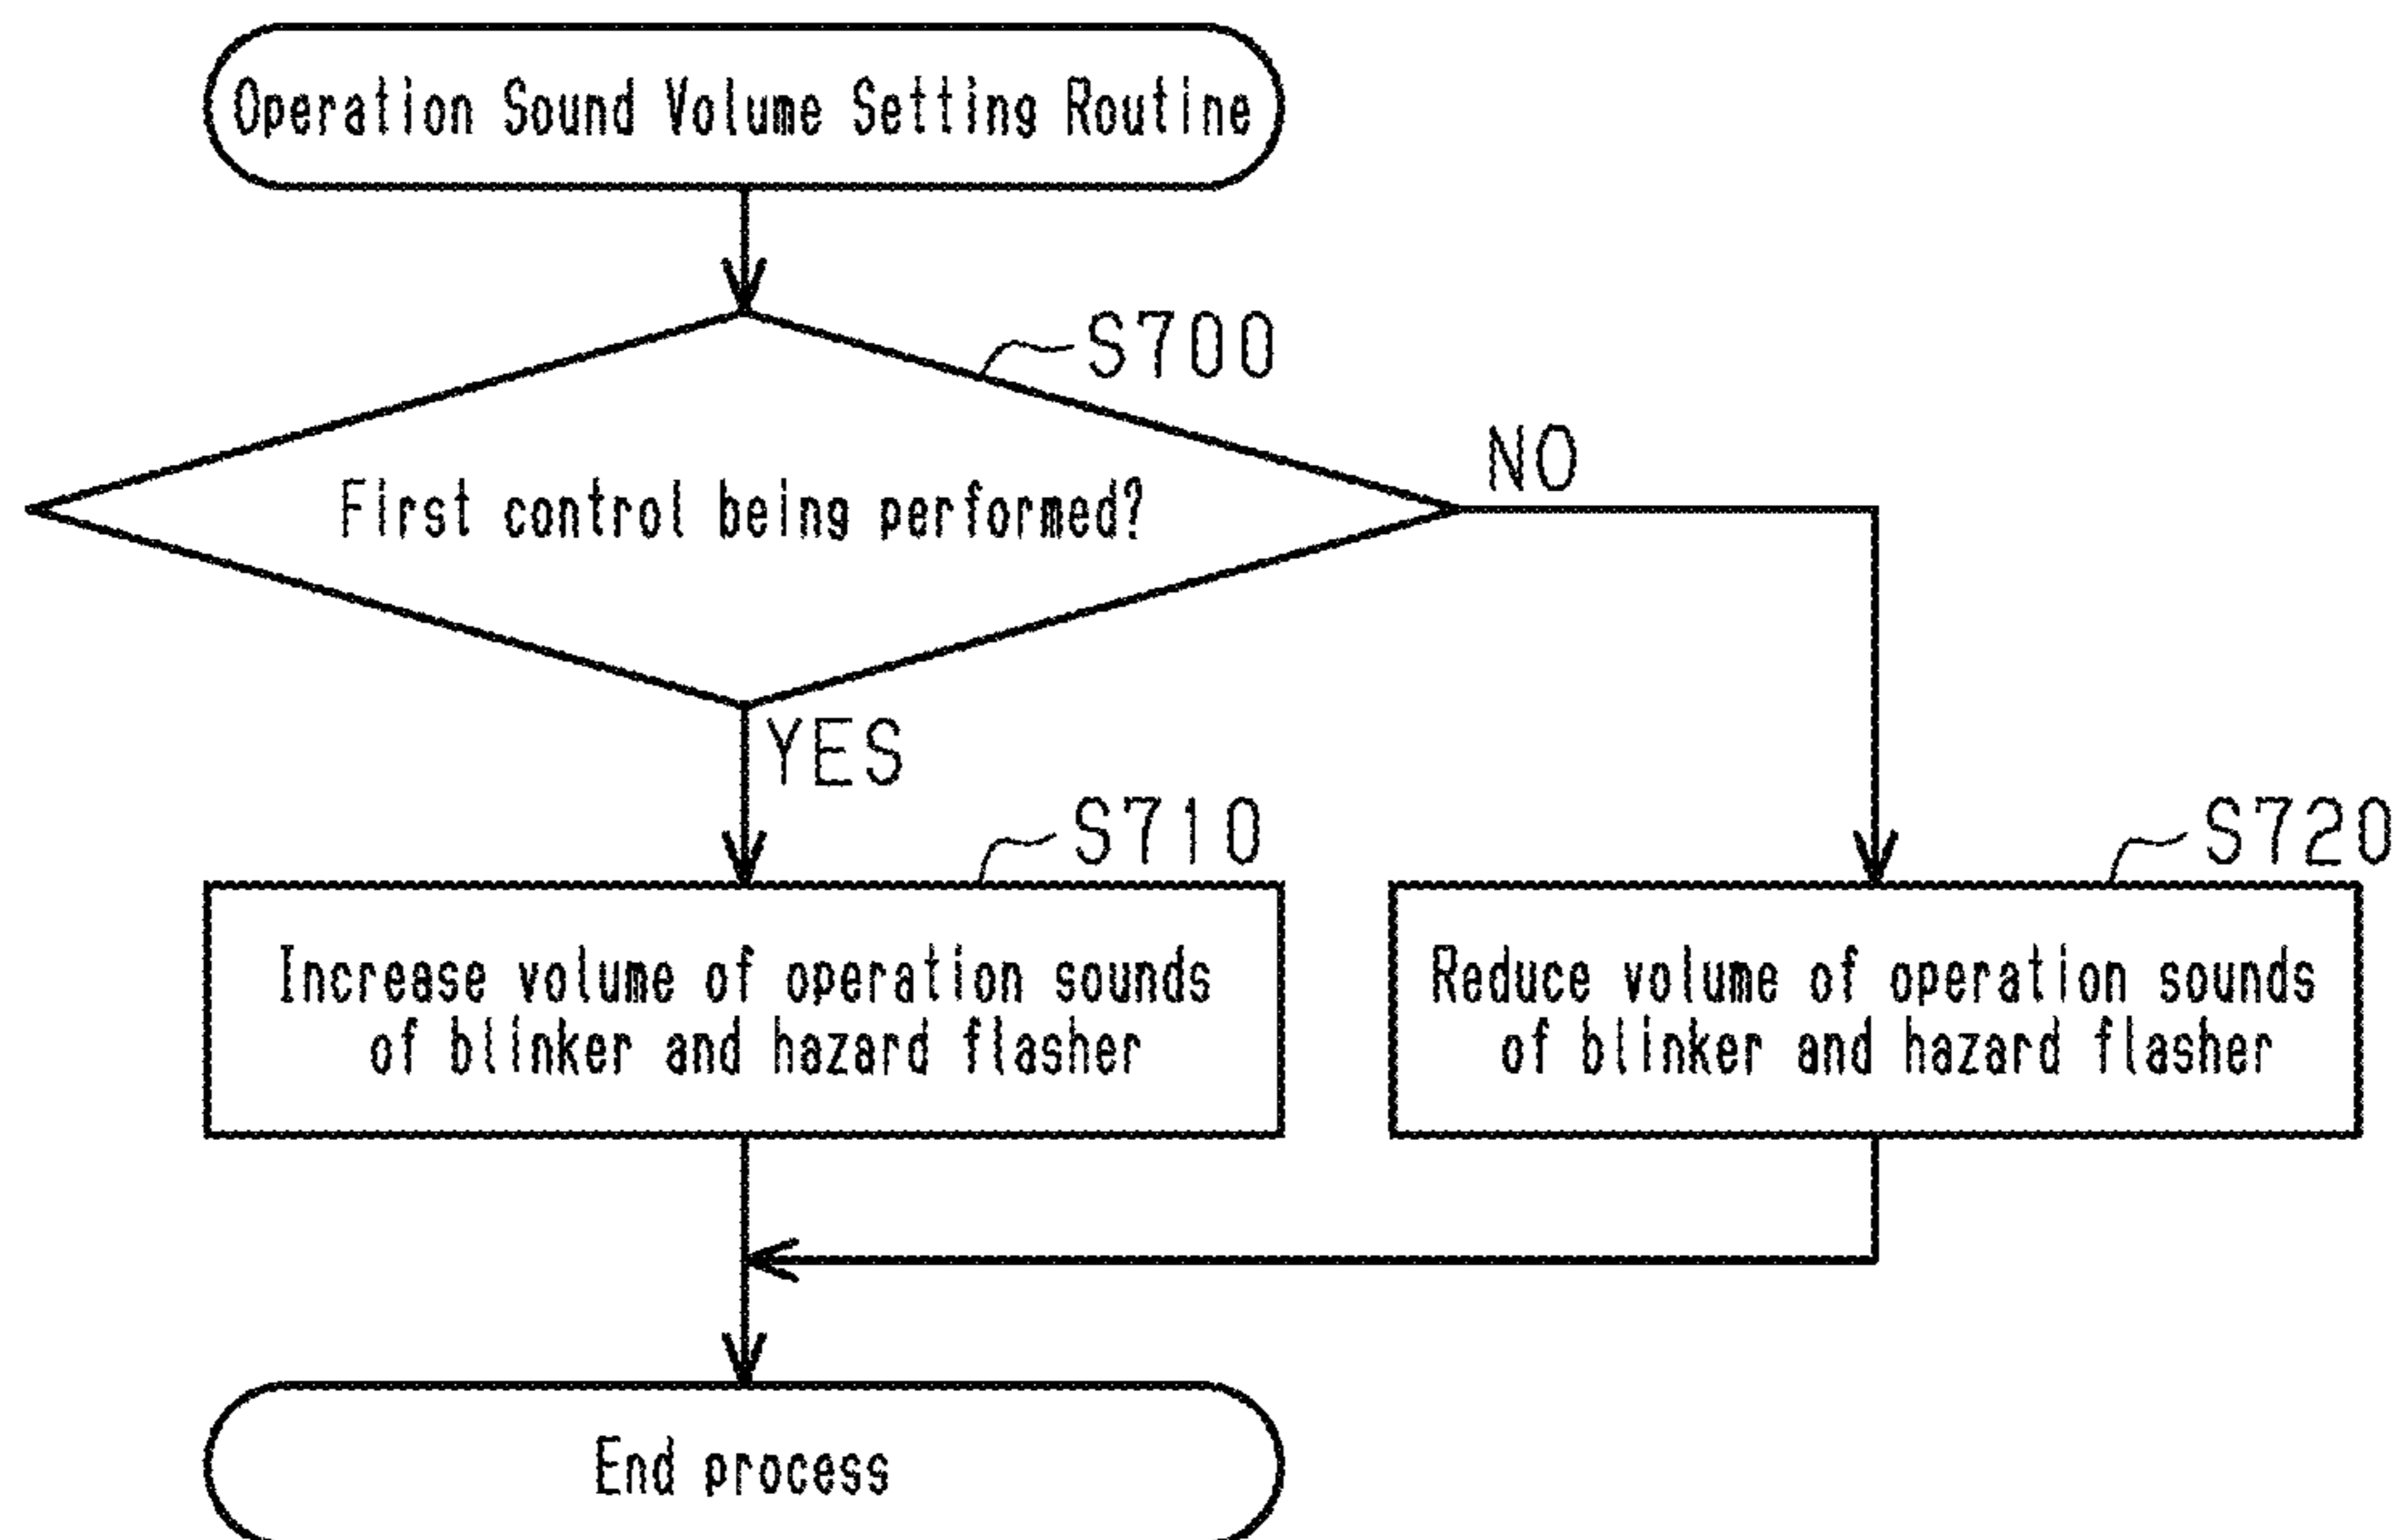 Operation Sound Volume Setting Routine
S700
First control being performed?
NO
YES
S710
S720
Increase volume of operation sounds
of blinker and hazard flasher
Reduce volume of operation sounds
of blinker and hazard flasher
End process